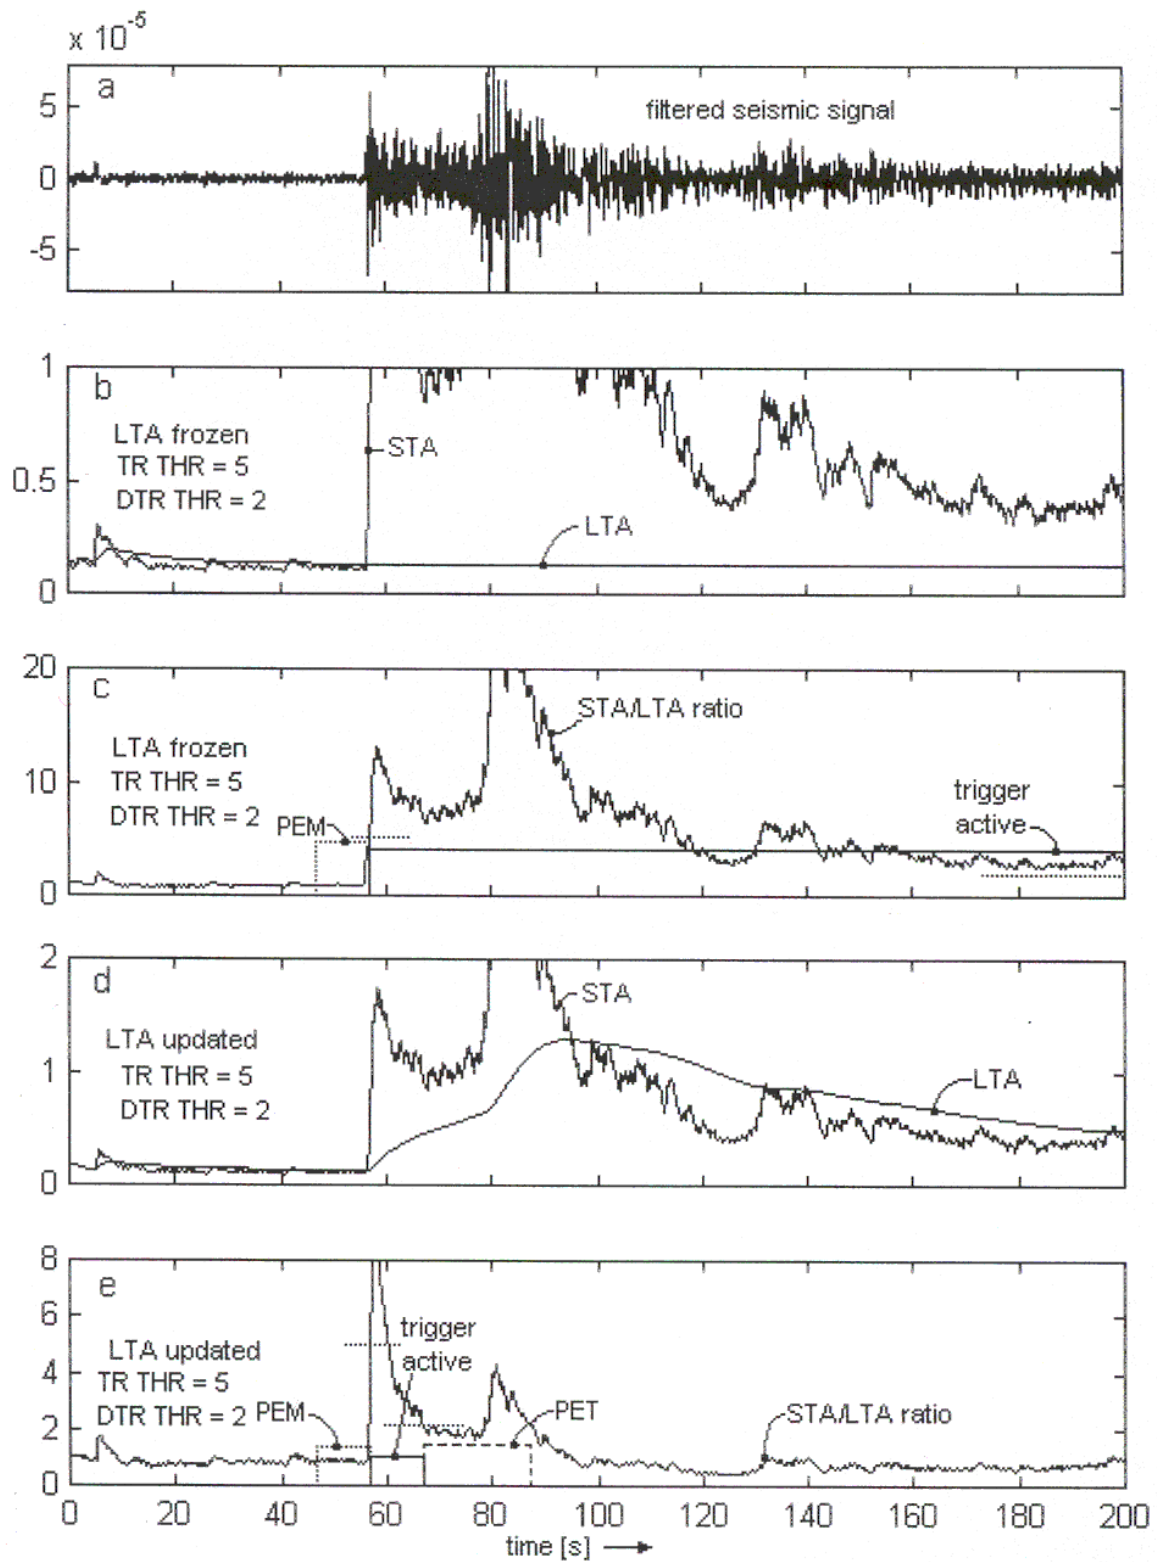 x 10-5
a
5
filtered seismic signal
0
-5
1
b
LTA frozen
STA
TR THR = 5
0.5
DTR THR = 2
LTA
0
20
c
STA/LTA ratio
LTA frozen
10
TR THR = 5
trigger
DTR THR = 2
PEM
active
0
2
d
STA
LTA updated
1
TR THR = 5
LTA
DTR THR = 2
0
8
e
6
trigger
LTA updated
active
4
TR THR = 5
DTR THR = 2
PEM
PET
STA/LTA ratio
2
0
0 20 40 60 80 100 120 140 160 180 200
time [s]